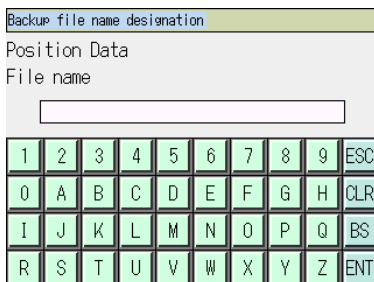 Backup file name designation
Position Data
File name
1 2 3 4 5 6 7 8 9 ESC
0 A B C D E F G H CLR
I J K L M N O P Q BS
R S T U V W X Y Z ENT